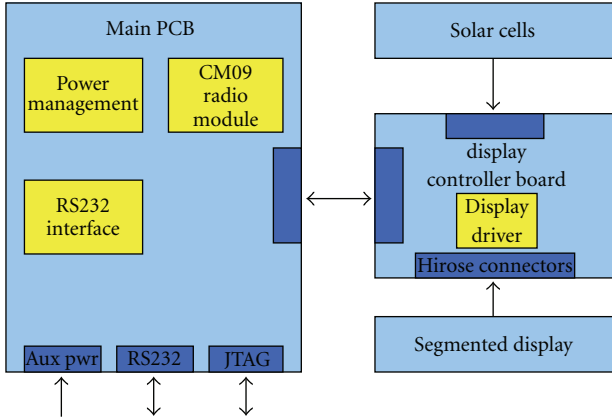 Main PCB
Power
management
CM09
radio
module
RS232
interface
Aux pwr
RS232
JTAG
Solar cells
display
controller board
Display
driver
Hirose connectors
Segmented display